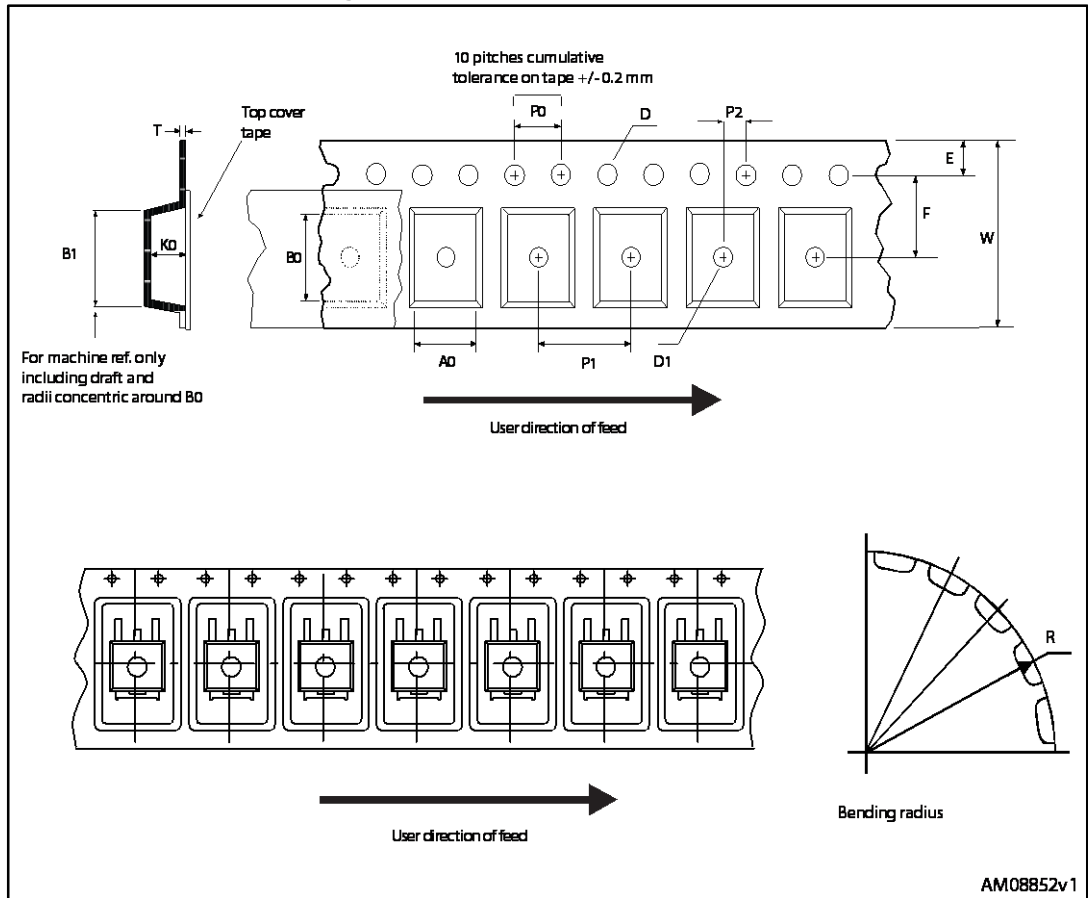 10 pitches cumulative
tolerance on tape +/- 0.2 mm
P0
D
P2
T
Top cover
tape
E
F
W
B1
K0
B0
A0
P1
D1
For machine ref. only
including draft and
radii concentric around B0
User direction of feed
R
Bending radius
User direction of feed
AM08852v1